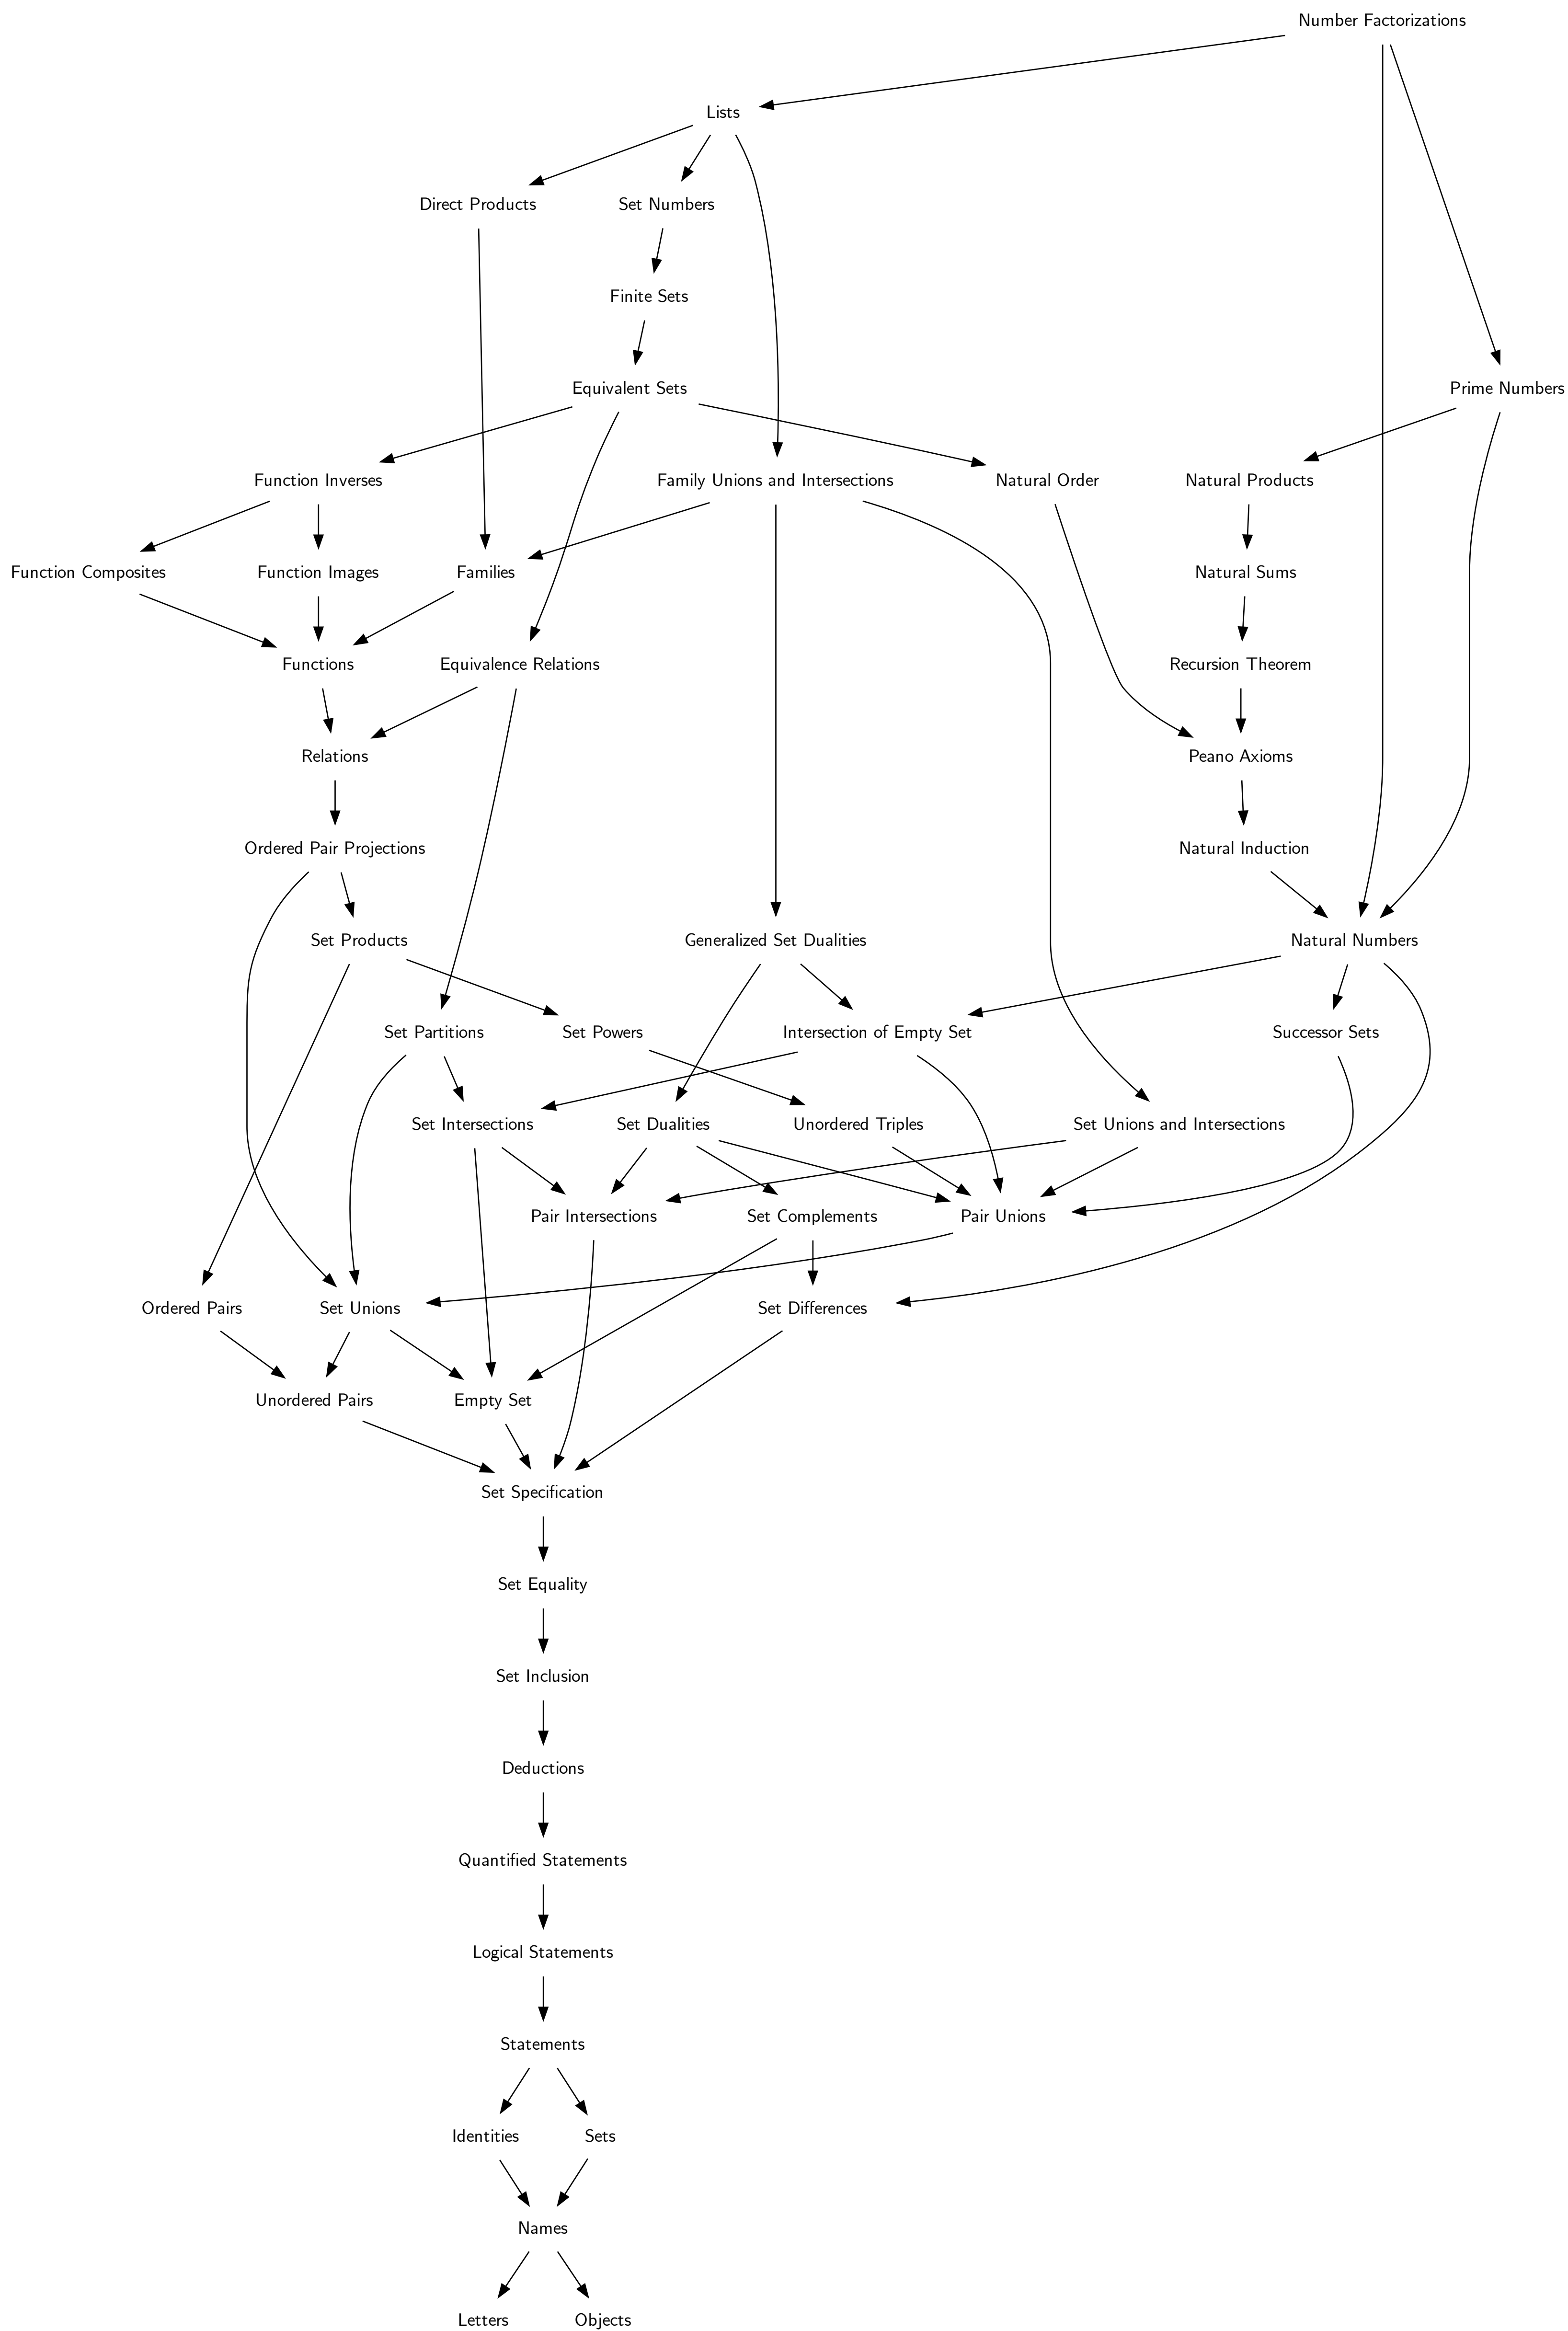 Number Factorizations
Lists
Direct Products
Set Numbers
Finite Sets
Equivalent Sets
Prime Numbers
Function Inverses
Family Unions and Intersections
Natural Order
Natural Products
Function Composites
Function Images
Families
Natural Sums
Functions
Equivalence Relations
Recursion Theorem
Relations
Peano Axioms
Ordered Pair Projections
Natural Induction
Set Products
Generalized Set Dualities
Natural Numbers
Set Partitions
Set Powers
Intersection of Empty Set
Successor Sets
Set Intersections
Set Dualities
Unordered Triples
Set Unions and Intersections
Pair Intersections
Set Complements
Pair Unions
Ordered Pairs
Set Unions
Set Differences
Unordered Pairs
Empty Set
Set Specification
Set Equality
Set Inclusion
Deductions
Quantified Statements
Logical Statements
Statements
Identities
Sets
Names
Letters
Objects